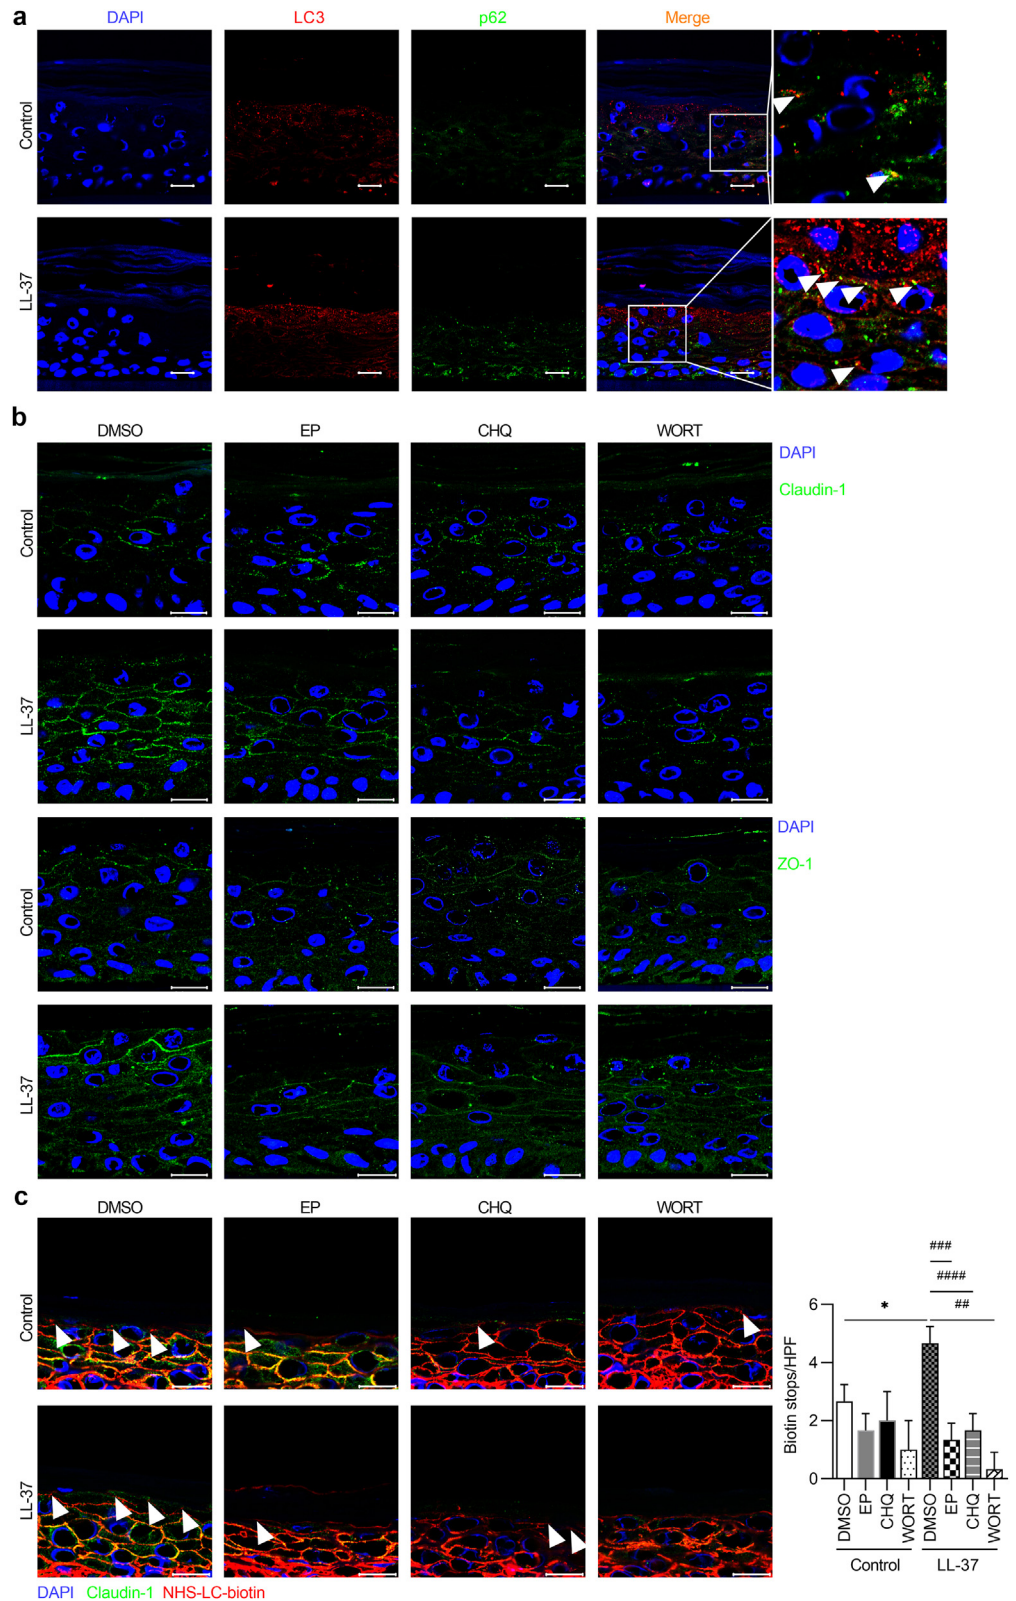 a
DAPI LC3 p62 Merge
Control
LL-37
b
DMSO EP CHQ WORT
Control
DAPI
Claudin-1
LL-37
Control
DAPI
ZO-1
LL-37
c
DMSO EP CHQ WORT
Control
LL-37
DAPI Claudin-1 NHS-LC-biotin
###
####
* ##
Biotin stops/HPF
6
4
2
0
DMSO EP CHQ WORT DMSO EP CHQ WORT
Control LL-37